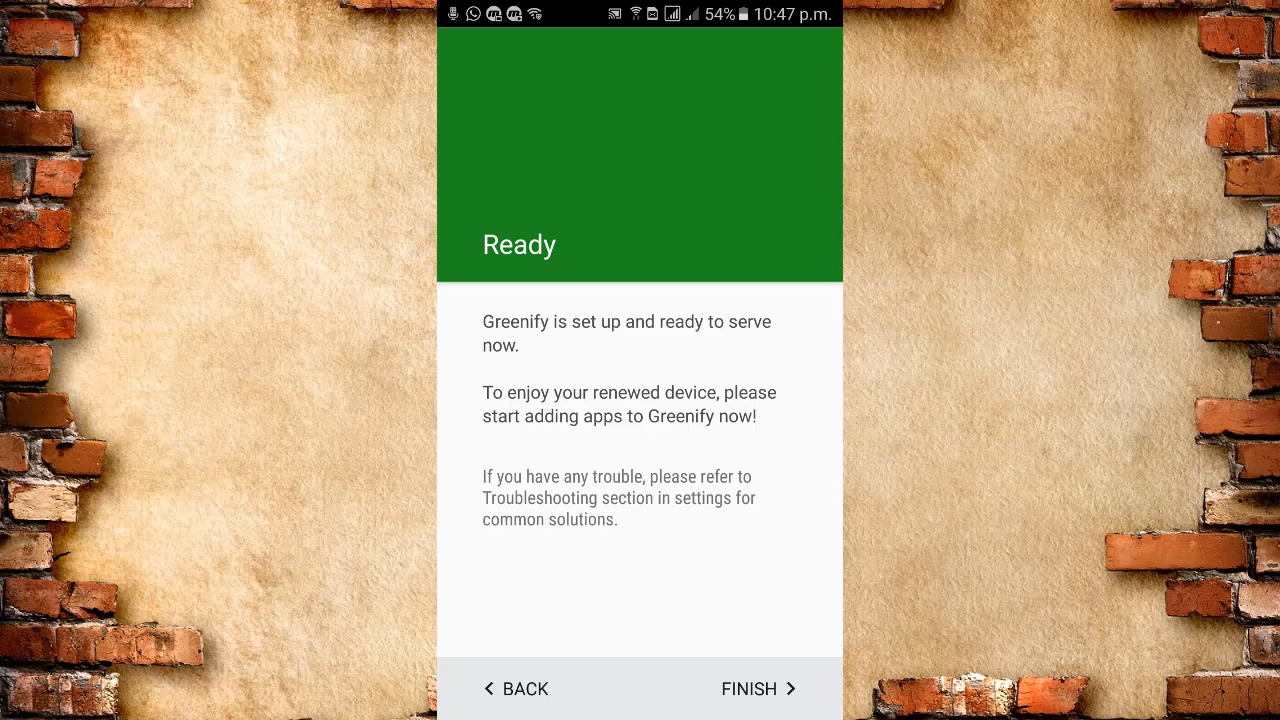 54% 10:47 p.m.
Ready
Greenify is set up and ready to serve
now.
To enjoy your renewed device, please
start adding apps to Greenify now!
If you have any trouble, please refer to
Troubleshooting section in settings for
common solutions.
BACK FINISH